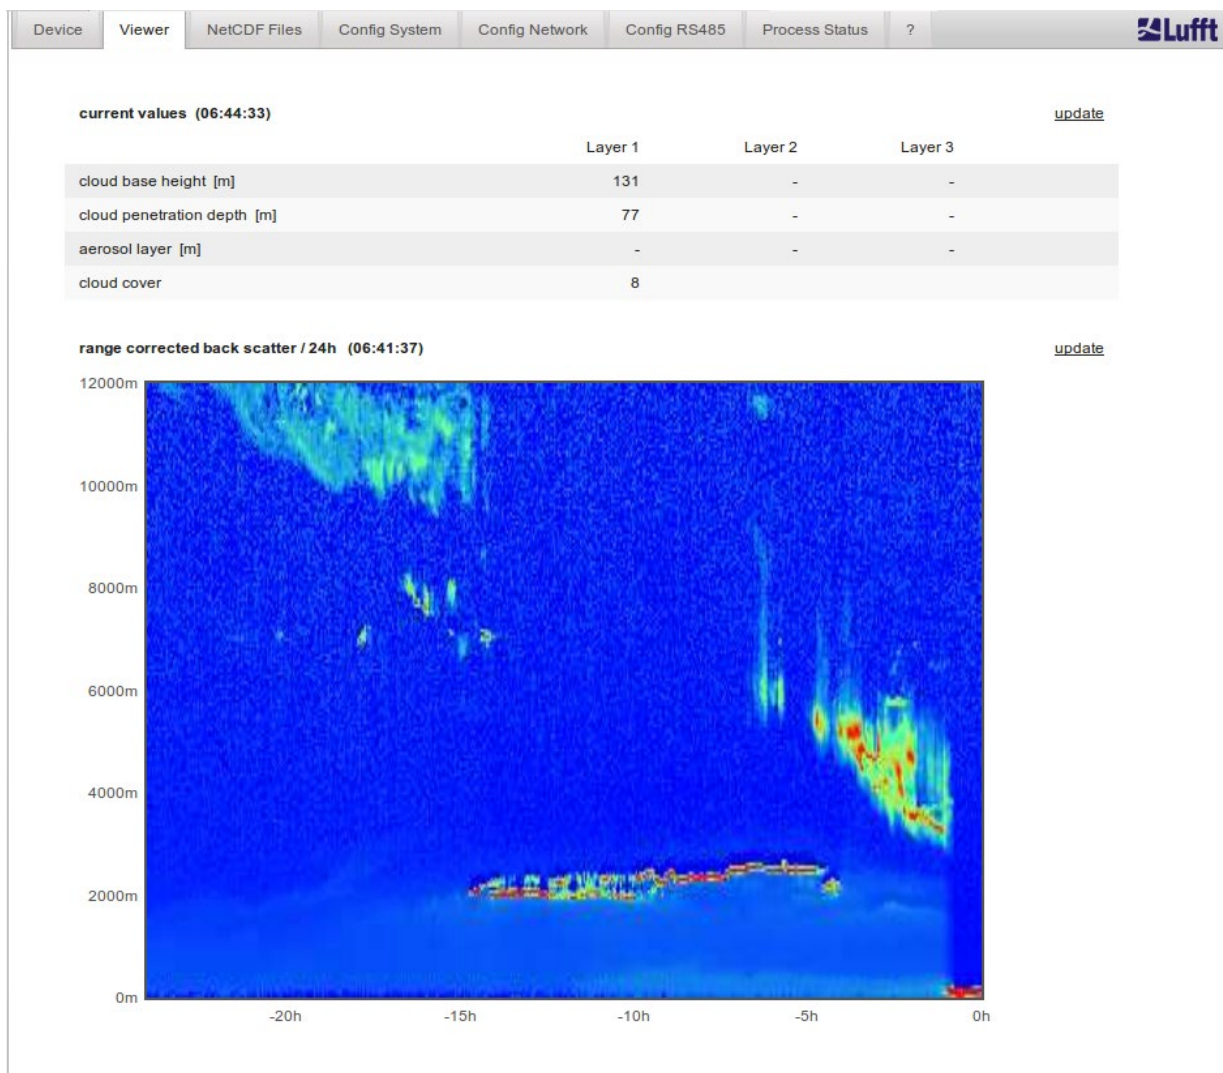 Device Viewer NetCDF Files Config System Config Network Config RS485 Process Status ? Lufft
current values (06:44:33) update
Layer 1 Layer 2 Layer 3
cloud base height [m] 131 - -
cloud penetration depth [m] 77 - -
aerosol layer [m] - - -
cloud cover 8
range corrected back scatter / 24h (06:41:37) update
12000m
10000m
8000m
6000m
4000m
2000m
0m
-20h -15h -10h -5h 0h